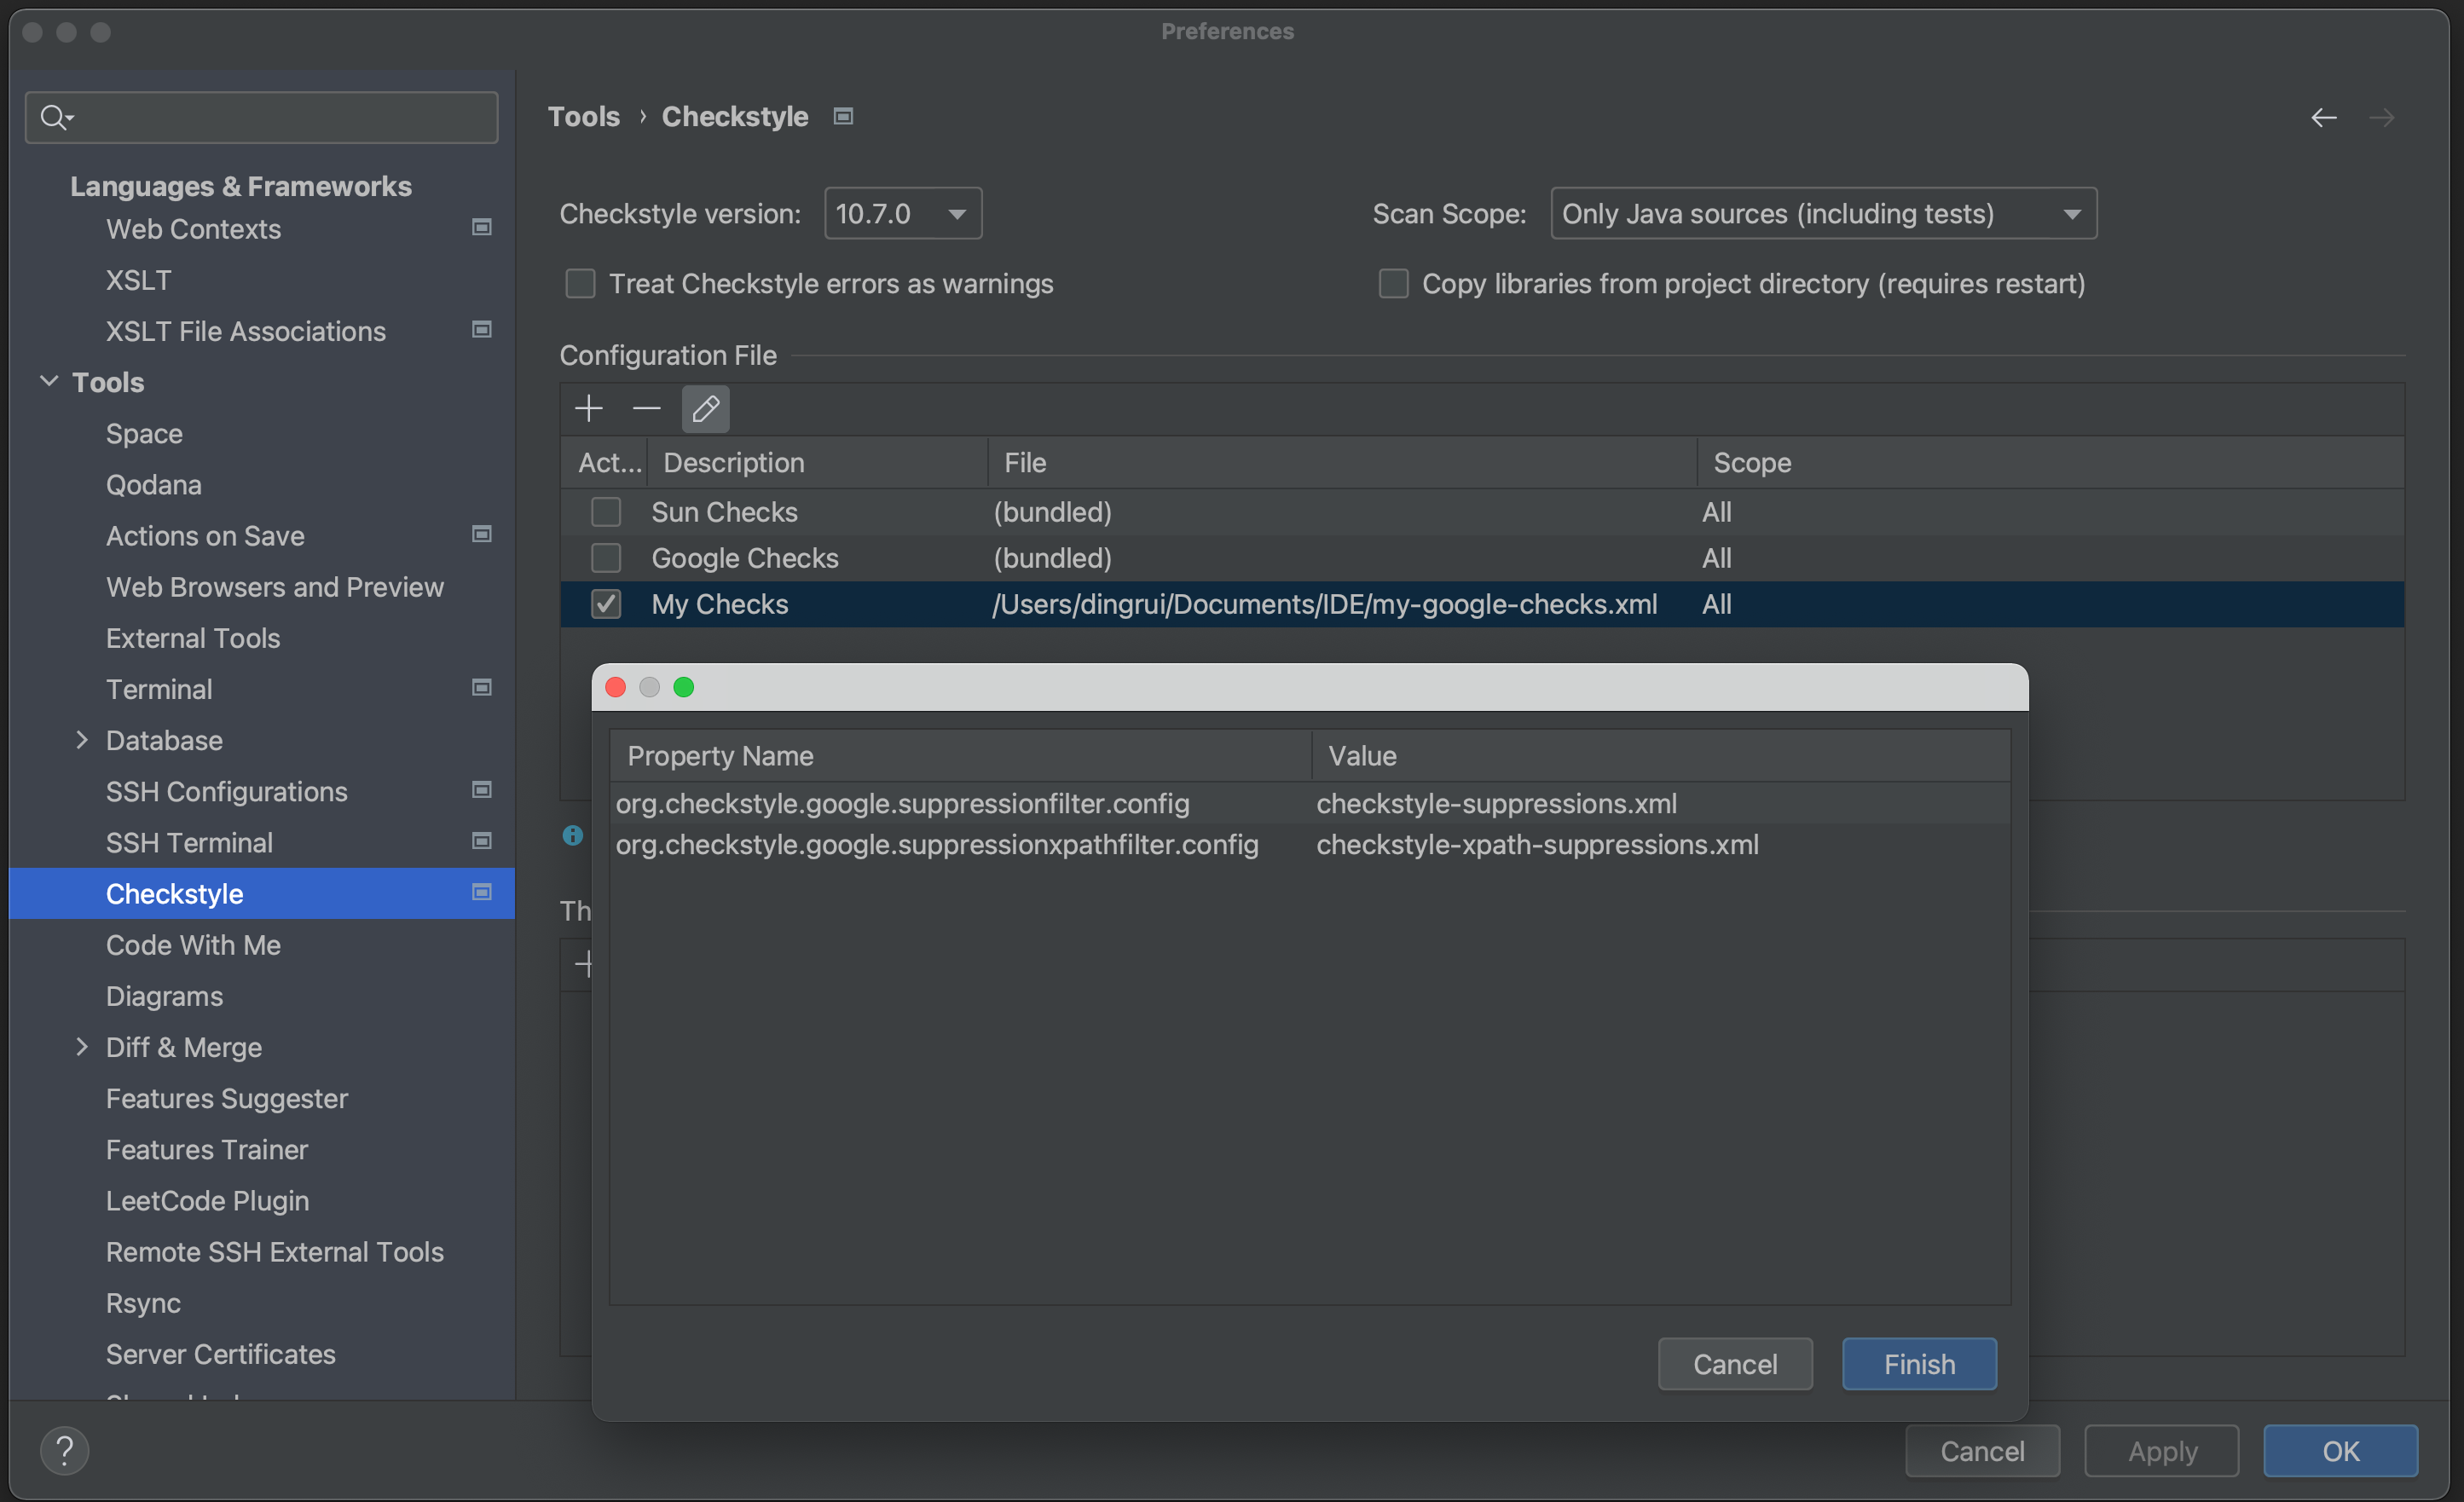 Preferences
Languages & Frameworks
Web Contexts
XSLT
XSLT File Associations
Tools
Space
Qodana
Actions on Save
Web Browsers and Preview
External Tools
Terminal
Database
SSH Configurations
SSH Terminal
Checkstyle
Code With Me
Diagrams
Diff & Merge
Features Suggester
Features Trainer
LeetCode Plugin
Remote SSH External Tools
Rsync
Server Certificates
Tools › Checkstyle
Checkstyle version: 10.7.0 Scan Scope: Only Java sources (including tests)
Treat Checkstyle errors as warnings Copy libraries from project directory (requires restart)
Configuration File
Act... Description File Scope
Sun Checks (bundled) All
Google Checks (bundled) All
My Checks /Users/dingrui/Documents/IDE/my-google-checks.xml All
Property Name Value
org.checkstyle.google.suppressionfilter.config checkstyle-suppressions.xml
org.checkstyle.google.suppressionxpathfilter.config checkstyle-xpath-suppressions.xml
Th
Cancel Finish
? Cancel Apply OK